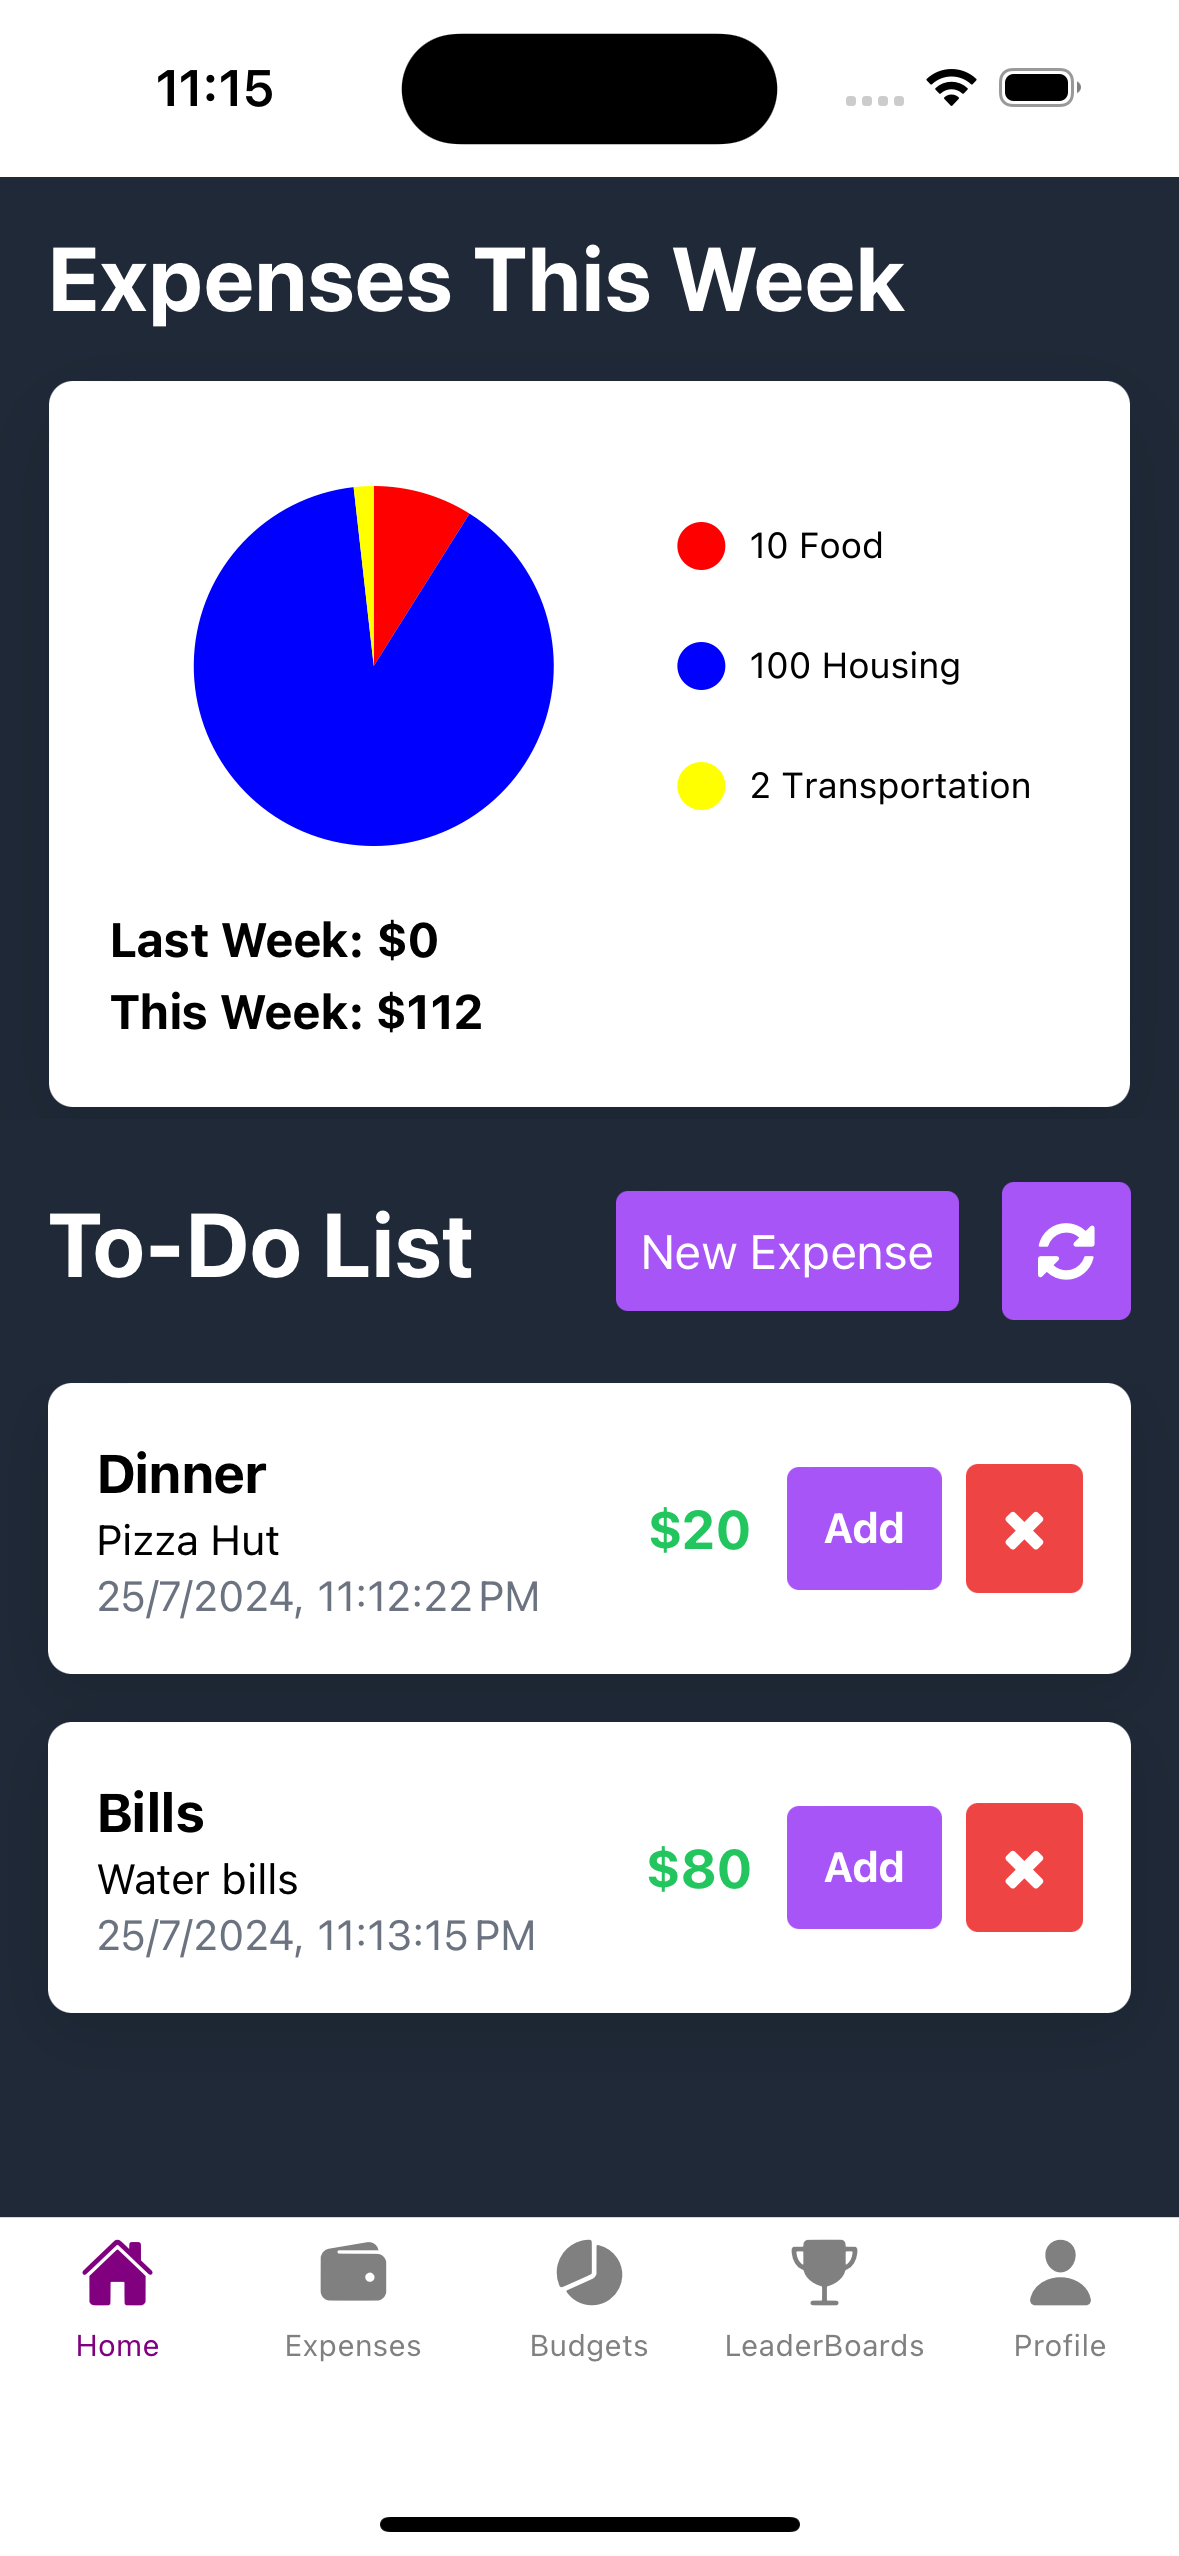 11:15
Expenses This Week
10 Food
100 Housing
2 Transportation
Last Week: $0
This Week: $112
To-Do List
New Expense
Dinner
Pizza Hut
25/7/2024, 11:12:22 PM
$20
Add
Bills
Water bills
25/7/2024, 11:13:15 PM
$80
Add
Home
Expenses
Budgets
LeaderBoards
Profile